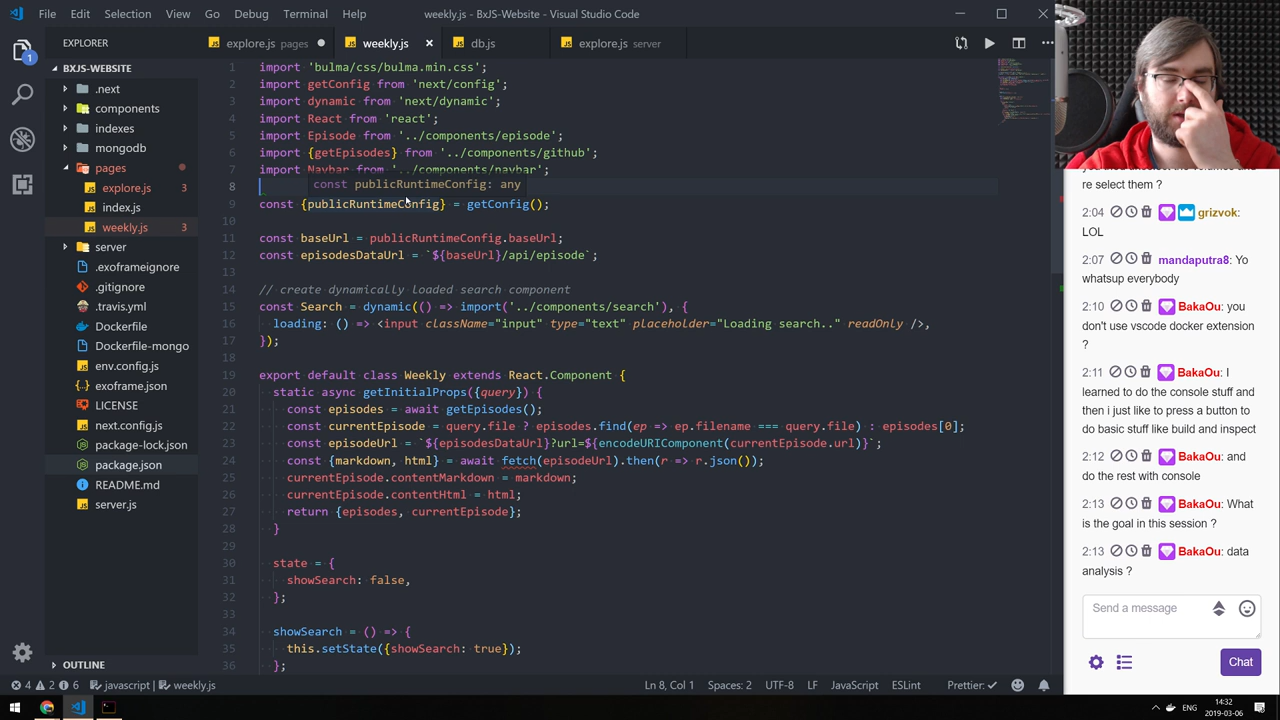 File Edit Selection View Go Debug Terminal Help
weekly.js - BxJS-Website - Visual Studio Code
EXPLORER
explore.js pages
weekly.js
db.js
explore.js server
BXJS-WEBSITE
.next
components
indexes
mongodb
pages
explore.js 3
index.js
weekly.js 3
server
.exoframeignore
.gitignore
.travis.yml
Dockerfile
Dockerfile-mongo
env.config.js
exoframe.json
LICENSE
next.config.js
package-lock.json
package.json
README.md
server.js
OUTLINE
1 import 'bulma/css/bulma.min.css';
2 import getConfig from 'next/config';
3 import dynamic from 'next/dynamic';
4 import React from 'react';
5 import Episode from '../components/episode';
6 import {getEpisodes} from '../components/github';
7 import Navbar from '../components/navbar';
8
const publicRuntimeConfig: any
9 const {publicRuntimeConfig} = getConfig();
10
11 const baseUrl = publicRuntimeConfig.baseUrl;
12 const episodesDataUrl = `${baseUrl}/api/episode`;
13
14 // create dynamically loaded search component
15 const Search = dynamic(() => import('../components/search'), {
16 loading: () => <input className="input" type="text" placeholder="Loading search.." readOnly />,
17 });
18
19 export default class Weekly extends React.Component {
20 static async getInitialProps({query}) {
21 const episodes = await getEpisodes();
22 const currentEpisode = query.file ? episodes.find(ep => ep.filename === query.file) : episodes[0];
23 const episodeUrl = `${episodesDataUrl}?url=${encodeURIComponent(currentEpisode.url)}`;
24 const {markdown, html} = await fetch(episodeUrl).then(r => r.json());
25 currentEpisode.contentMarkdown = markdown;
26 currentEpisode.contentHtml = html;
27 return {episodes, currentEpisode};
28 }
29
30 state = {
31 showSearch: false,
32 };
33
34 showSearch = () => {
35 this.setState({showSearch: true});
36 };
4 2 6 javascript weekly.js
Ln 8, Col 1 Spaces: 2 UTF-8 LF JavaScript ESLint Prettier: ✓
re select them ?
2:04 grizvok:
LOL
2:07 mandaputra8: Yo
whatsup everybody
2:10 BakaOu: you
don't use vscode docker extension
?
2:11 BakaOu: I
learned to do the console stuff and
then i just like to press a button to
do basic stuff like build and inspect
2:12 BakaOu: and
do the rest with console
2:13 BakaOu: What
is the goal in this session ?
2:13 BakaOu: data
analysis ?
Send a message
Chat
ENG
14:32
2019-03-06